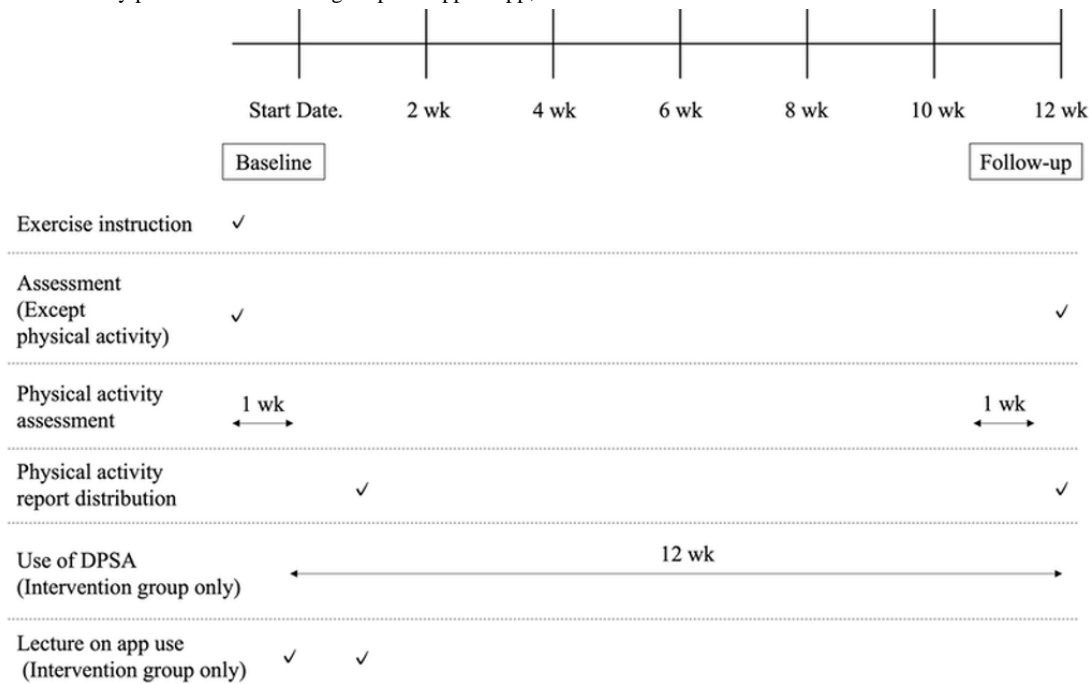 Start Date. 2 wk 4 wk 6 wk 8 wk 10 wk 12 wk
Baseline Follow-up
Exercise instruction
Assessment
(Except
physical activity)
Physical activity
assessment
1 wk 1 wk
Physical activity
report distribution
Use of DPSA
(Intervention group only)
12 wk
Lecture on app use
(Intervention group only)